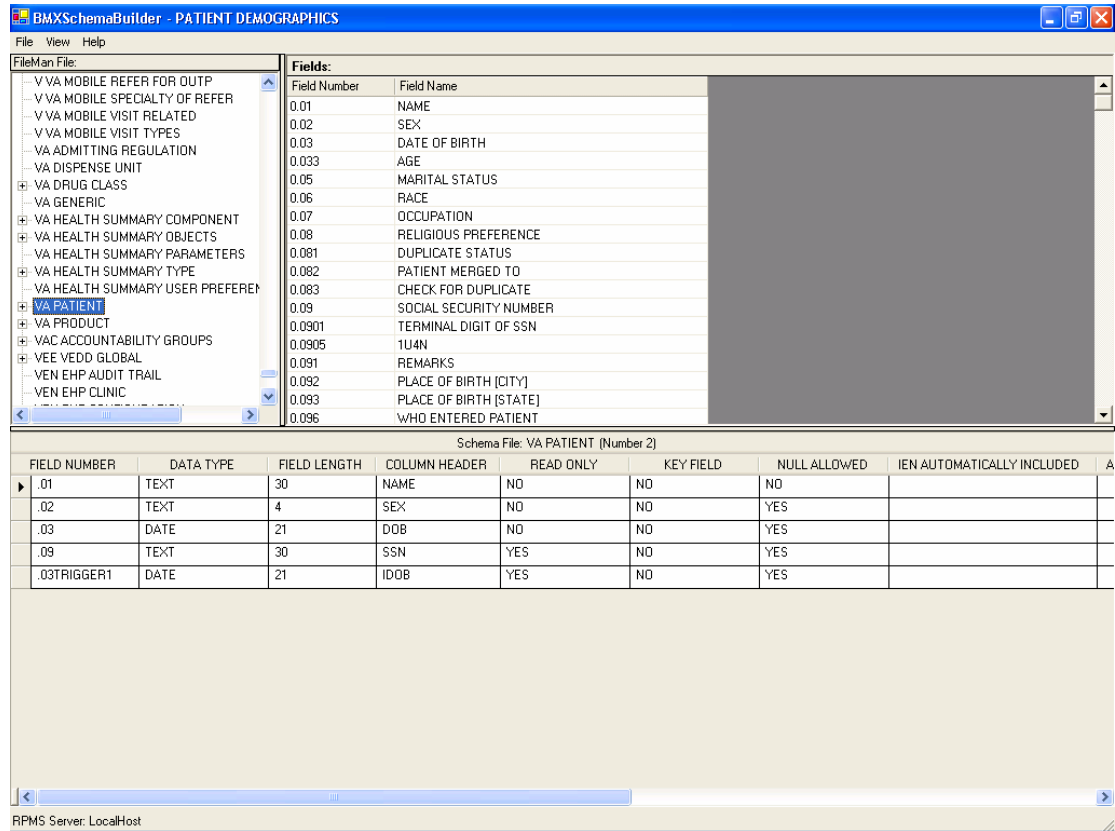 BMXSchemaBuilder - PATIENT DEMOGRAPHICS
File View Help
FileMan File:
V VA MOBILE REFER FOR OUTP
V VA MOBILE SPECIALTY OF REFER
V VA MOBILE VISIT RELATED
V VA MOBILE VISIT TYPES
VA ADMITTING REGULATION
VA DISPENSE UNIT
VA DRUG CLASS
VA GENERIC
VA HEALTH SUMMARY COMPONENT
VA HEALTH SUMMARY OBJECTS
VA HEALTH SUMMARY PARAMETERS
VA HEALTH SUMMARY TYPE
VA HEALTH SUMMARY USER PREFEREN
VA PATIENT
VA PRODUCT
VAC ACCOUNTABILITY GROUPS
VEE VEDD GLOBAL
VEN EHP AUDIT TRAIL
VEN EHP CLINIC
Fields:
Field Number Field Name
0.01 NAME
0.02 SEX
0.03 DATE OF BIRTH
0.033 AGE
0.05 MARITAL STATUS
0.06 RACE
0.07 OCCUPATION
0.08 RELIGIOUS PREFERENCE
0.081 DUPLICATE STATUS
0.082 PATIENT MERGED TO
0.083 CHECK FOR DUPLICATE
0.09 SOCIAL SECURITY NUMBER
0.0901 TERMINAL DIGIT OF SSN
0.0905 1U4N
0.091 REMARKS
0.092 PLACE OF BIRTH [CITY]
0.093 PLACE OF BIRTH [STATE]
0.096 WHO ENTERED PATIENT
Schema File: VA PATIENT (Number 2)
FIELD NUMBER DATA TYPE FIELD LENGTH COLUMN HEADER READ ONLY KEY FIELD NULL ALLOWED IEN AUTOMATICALLY INCLUDED A
.01 TEXT 30 NAME NO NO NO
.02 TEXT 4 SEX NO NO YES
.03 DATE 21 DOB NO NO YES
.09 TEXT 30 SSN YES NO YES
.03TRIGGER1 DATE 21 IDOB YES NO YES
RPMS Server: LocalHost